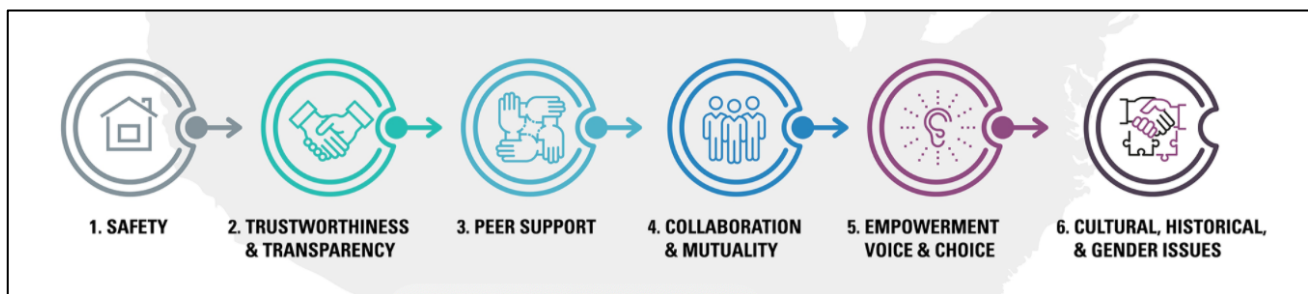 1. SAFETY
2. TRUSTWORTHINESS
& TRANSPARENCY
3. PEER SUPPORT
4. COLLABORATION
& MUTUALITY
5. EMPOWERMENT
VOICE & CHOICE
6. CULTURAL, HISTORICAL,
& GENDER ISSUES